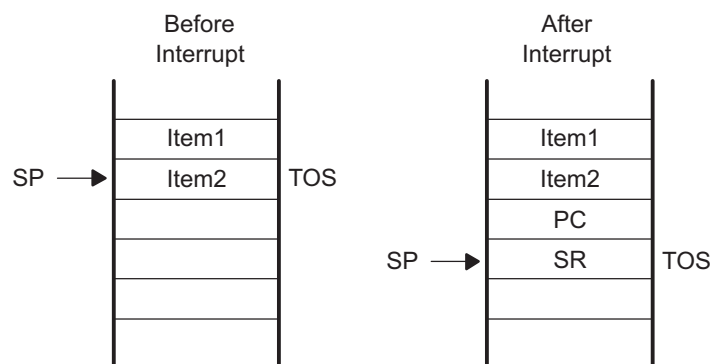 Before
Interrupt
After
Interrupt
Item1
Item1
SP
Item2
TOS
Item2
PC
SP
SR
TOS